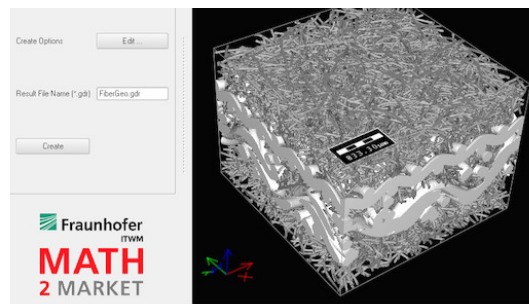 Create Options
Edit ...
Result File Name (*.gdr)
FiberGeo.gdr
Create
Fraunhofer
ITWM
MATH
2 MARKET